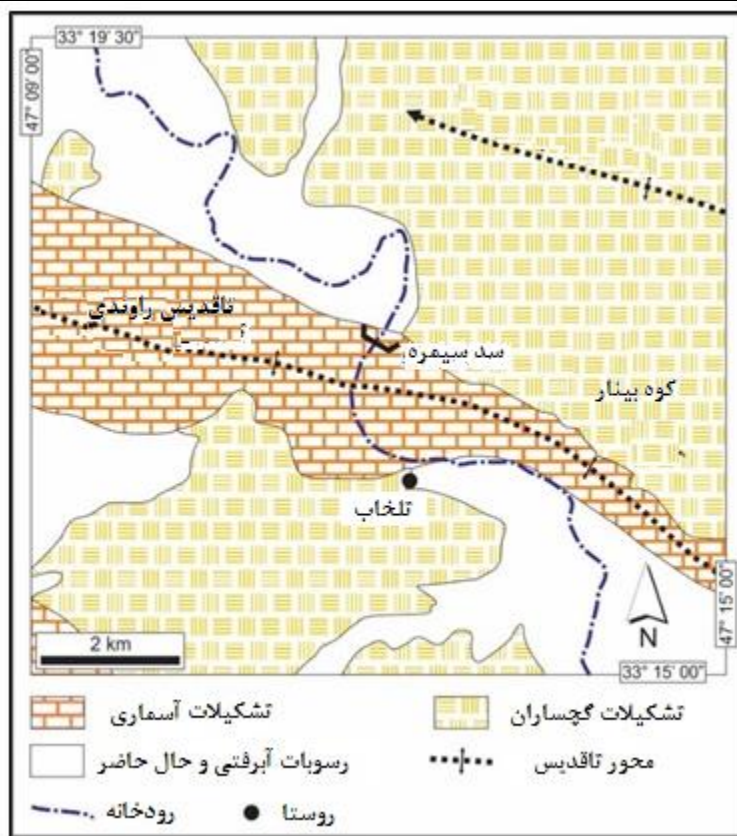 33° 19' 30"
47° 09' 00"
تاقدیس راوندی
سد سیمره
کوه بینار
تلخاب
47° 15' 00"
N
2 km
33° 15' 00"
تشکیلات آسماری
تشکیلات گچساران
رسوبات آبرفتی و حال حاضر
محور تاقدیس
رودخانه
روستا